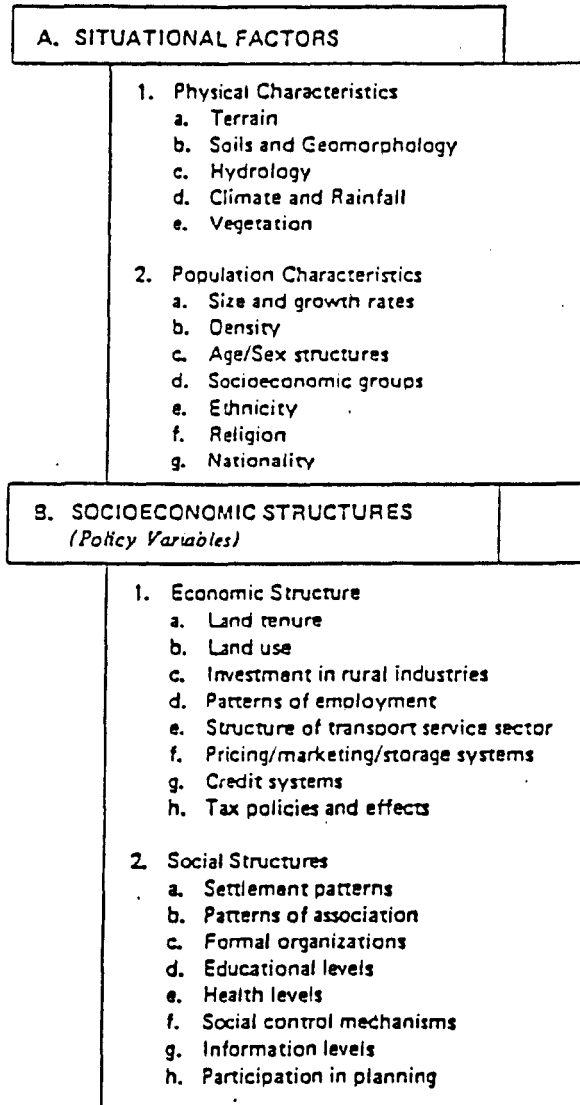 A. SITUATIONAL FACTORS
1. Physical Characteristics
a. Terrain
b. Soils and Geomorphology
c. Hydrology
d. Climate and Rainfall
e. Vegetation
2. Population Characteristics
a. Size and growth rates
b. Density
c. Age/Sex structures
d. Socioeconomic groups
e. Ethnicity
f. Religion
g. Nationality
B. SOCIOECONOMIC STRUCTURES
(Policy Variables)
1. Economic Structure
a. Land tenure
b. Land use
c. Investment in rural industries
d. Patterns of employment
e. Structure of transport service sector
f. Pricing/marketing/storage systems
g. Credit systems
h. Tax policies and effects
2. Social Structures
a. Settlement patterns
b. Patterns of association
c. Formal organizations
d. Educational levels
e. Health levels
f. Social control mechanisms
g. Information levels
h. Participation in planning